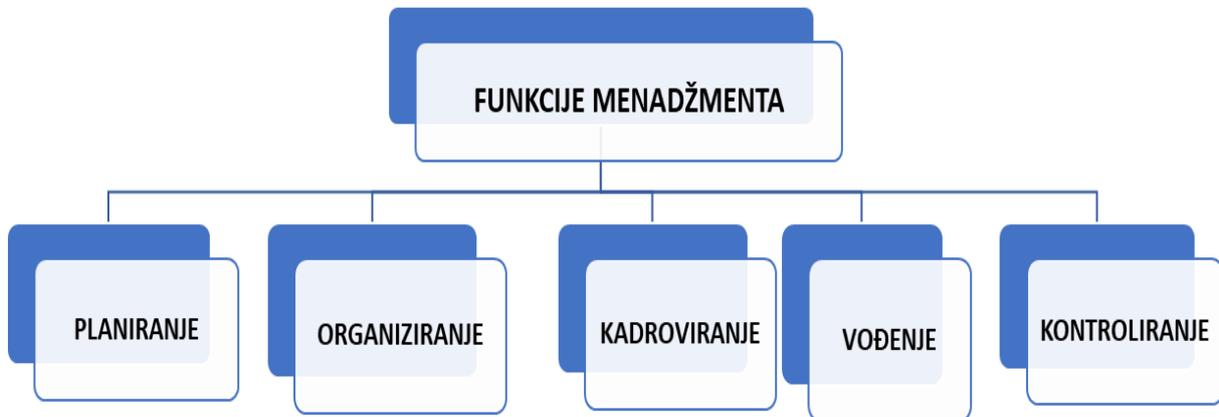 FUNKCIJE MENADŽMENTA
PLANIRANJE
ORGANIZIRANJE
KADROVIRANJE
VOĐENJE
KONTROLIRANJE